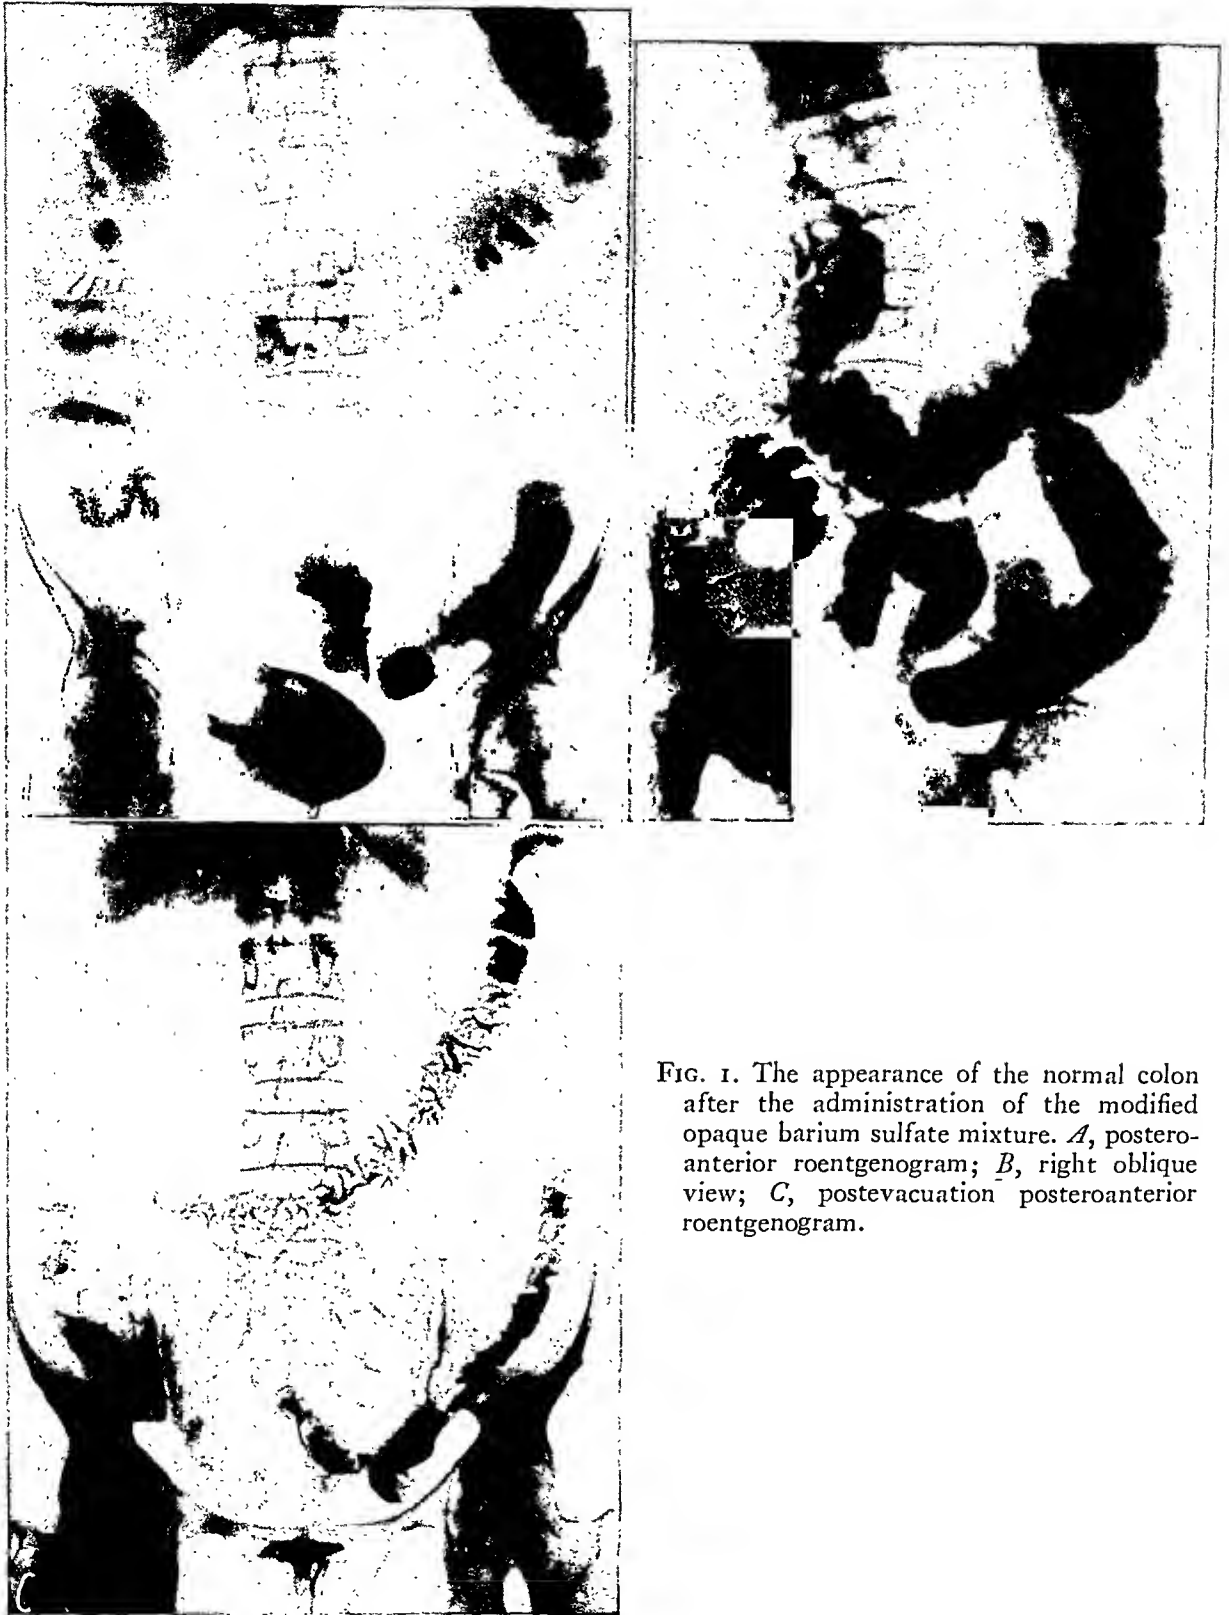 C
FIG. 1. The appearance of the normal colon
after the administration of the modified
opaque barium sulfate mixture. A, postero-
anterior roentgenogram; B, right oblique
view; C, postevacuation posteroanterior
roentgenogram.